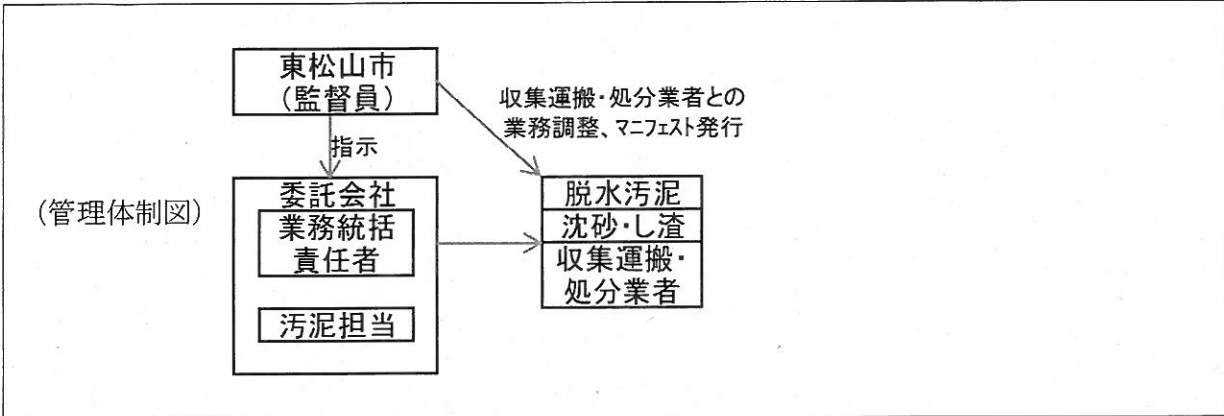 東松山市
(監督員)
収集運搬・処分業者との
業務調整、マニフェスト発行
指示
(管理体制図)
委託会社
業務統括
責任者
汚泥担当
脱水汚泥
沈砂・し渣
収集運搬・
処分業者